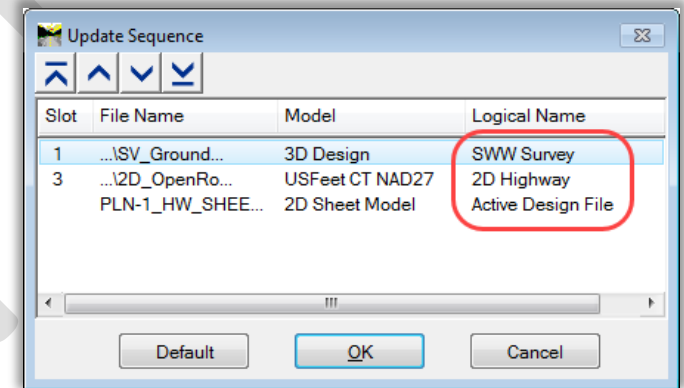 Update Sequence
Slot File Name Model Logical Name
1 ...\SV_Ground... 3D Design SWW Survey
3 ...\2D_OpenRo... USFeet CT NAD27 2D Highway
PLN-1_HW_SHEE... 2D Sheet Model Active Design File
Default OK Cancel